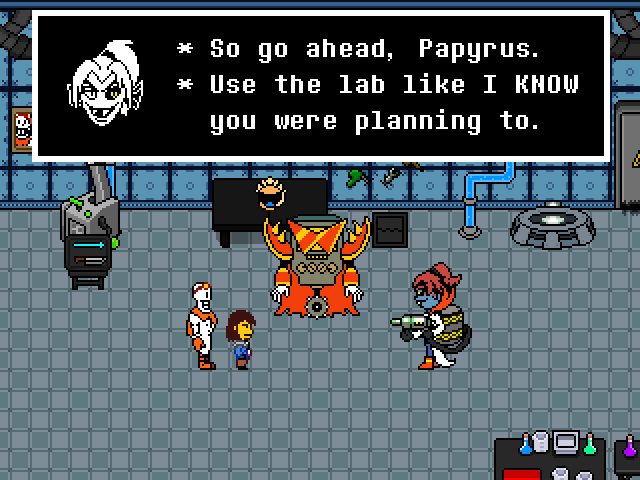 * So go ahead, Papyrus.
* Use the lab like I KNOW
you were planning to.